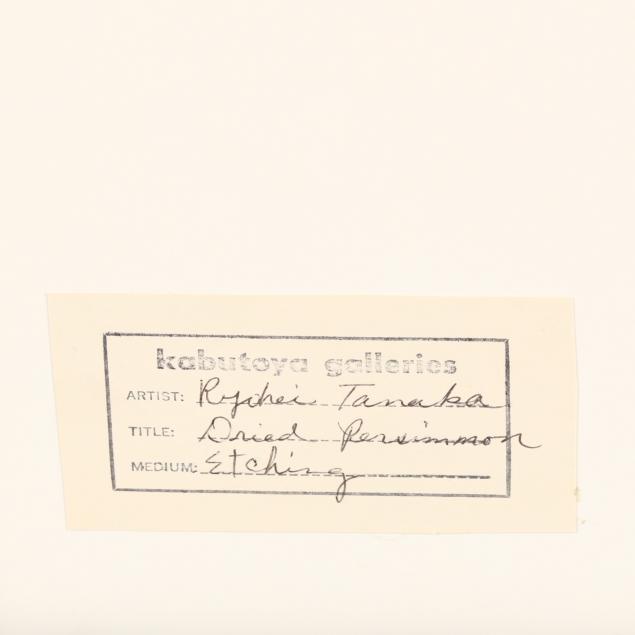 kabutoya galleries
ARTIST: Ryohei Tanaka
TITLE: Dried Persimmon
MEDIUM: Etching